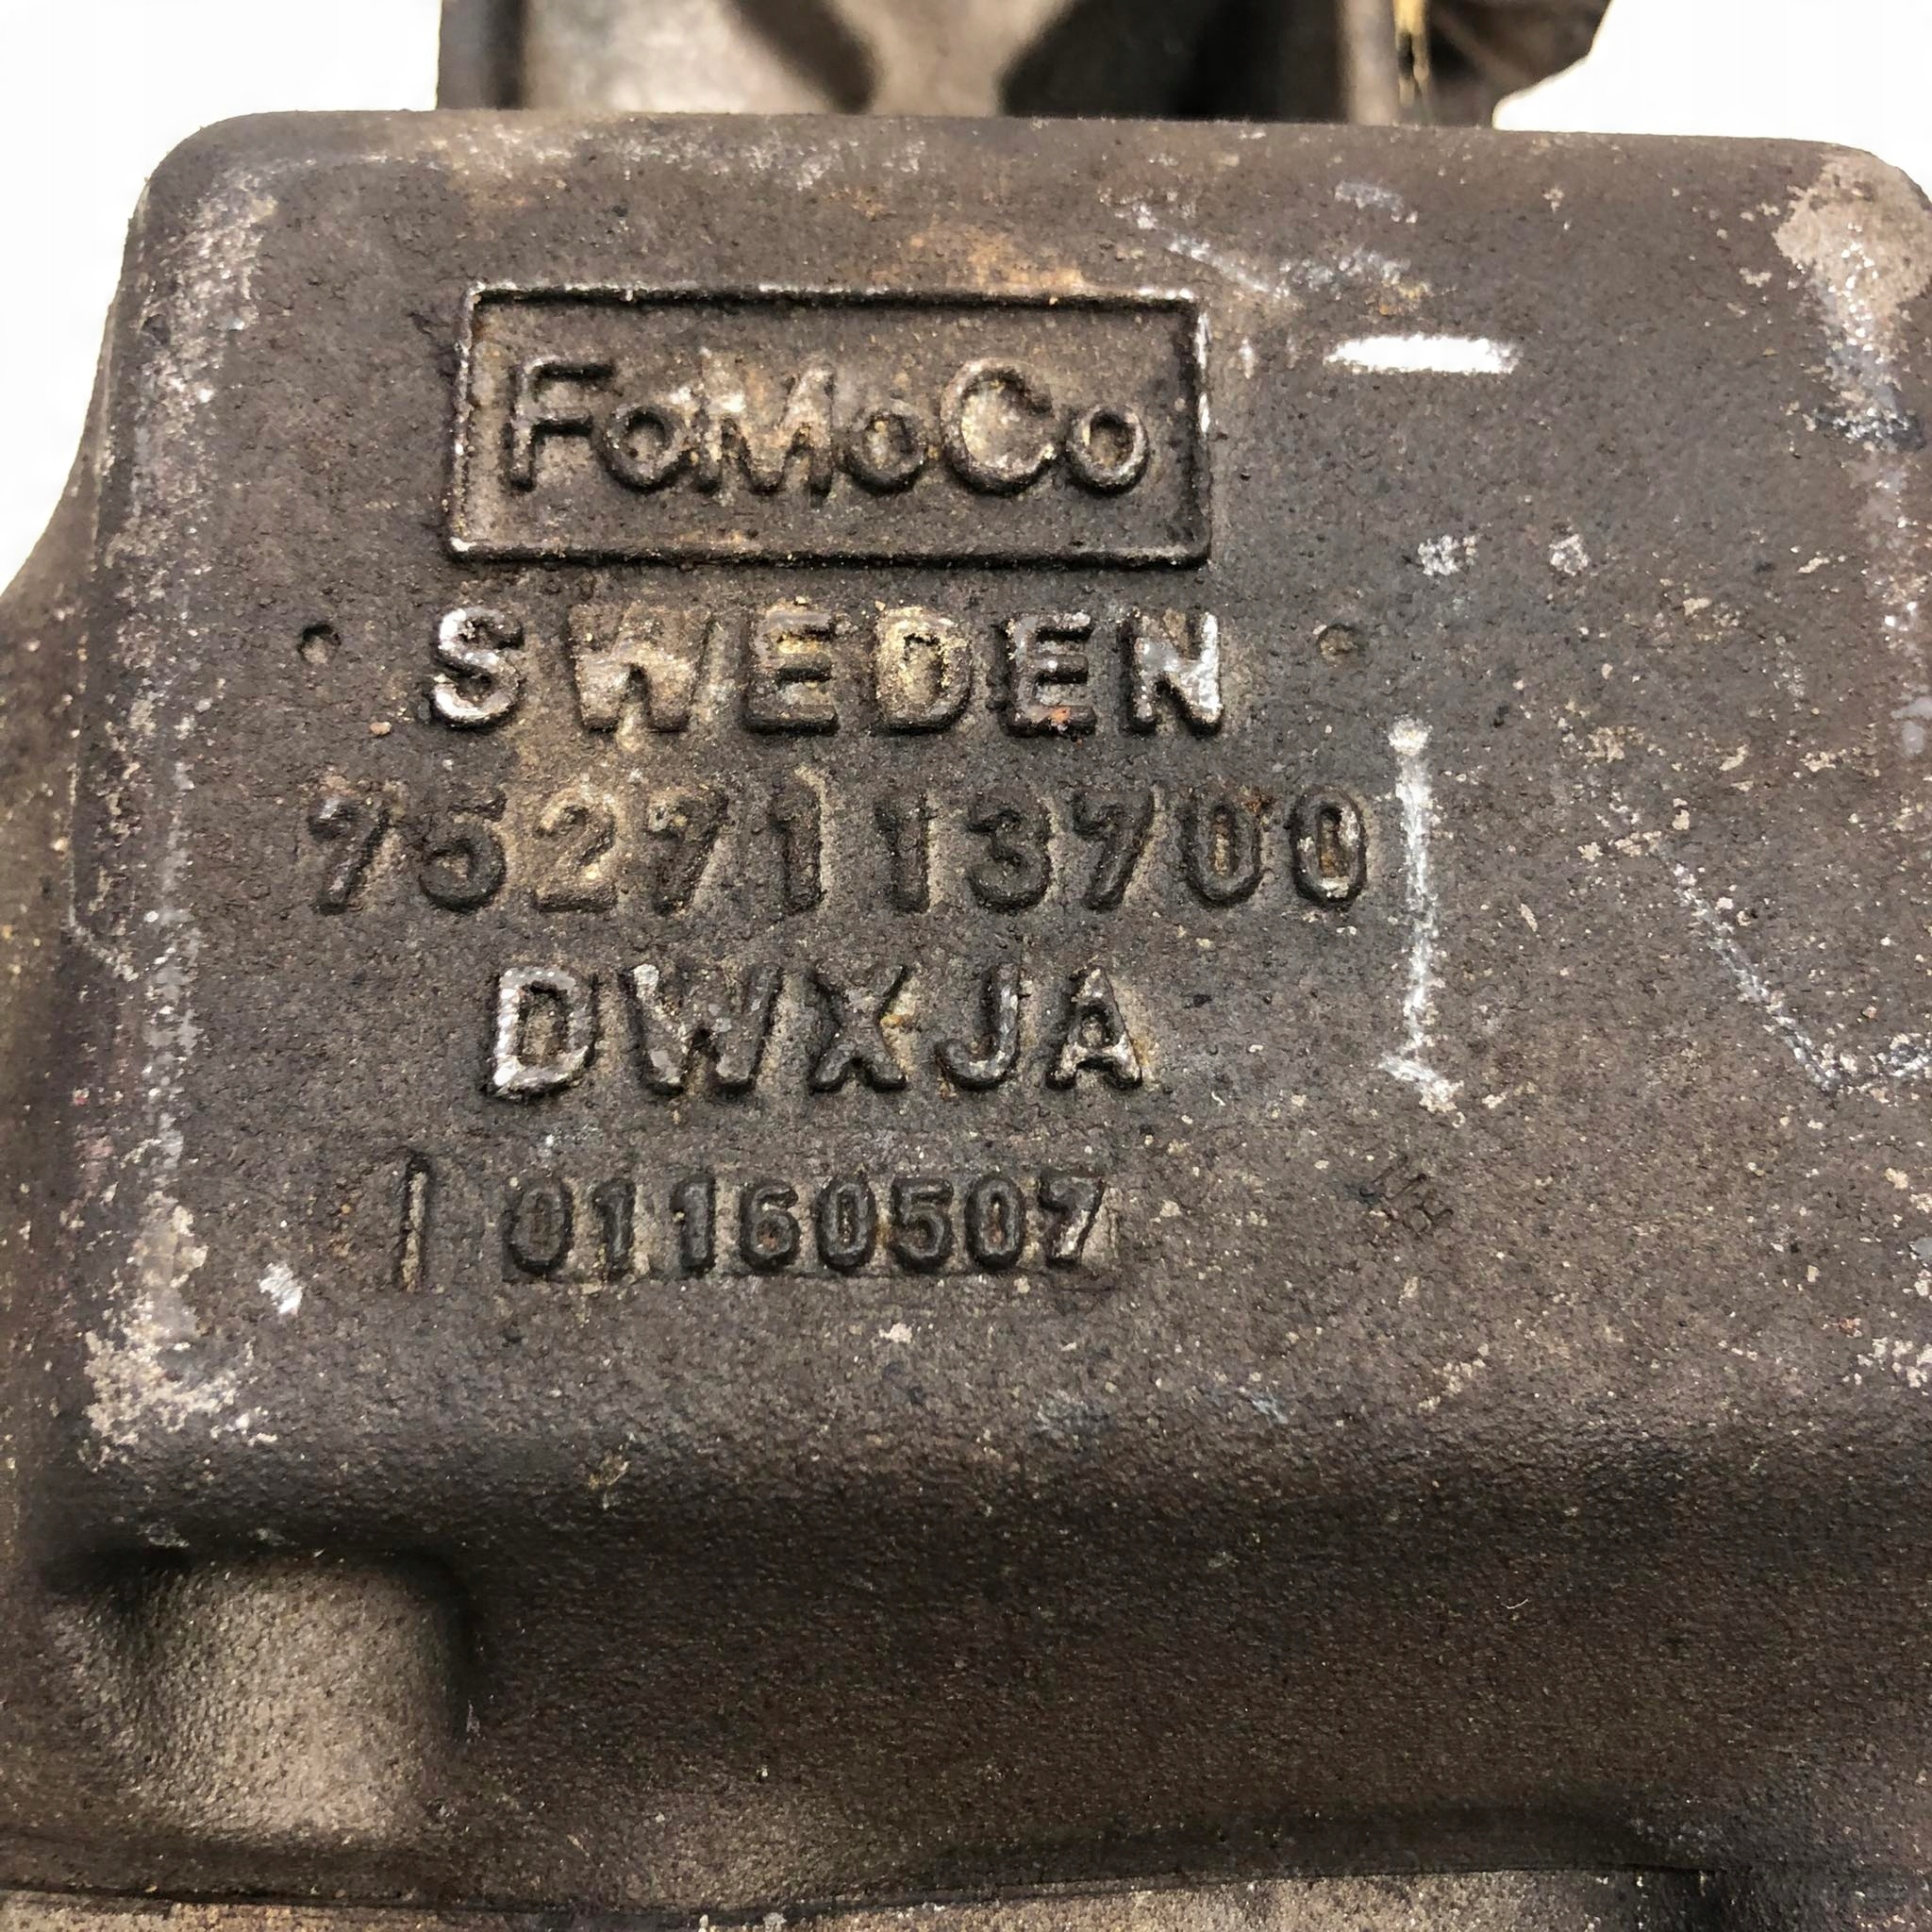 FoMoCo
SWEDEN
7527113700
DWXJA
| 01160507